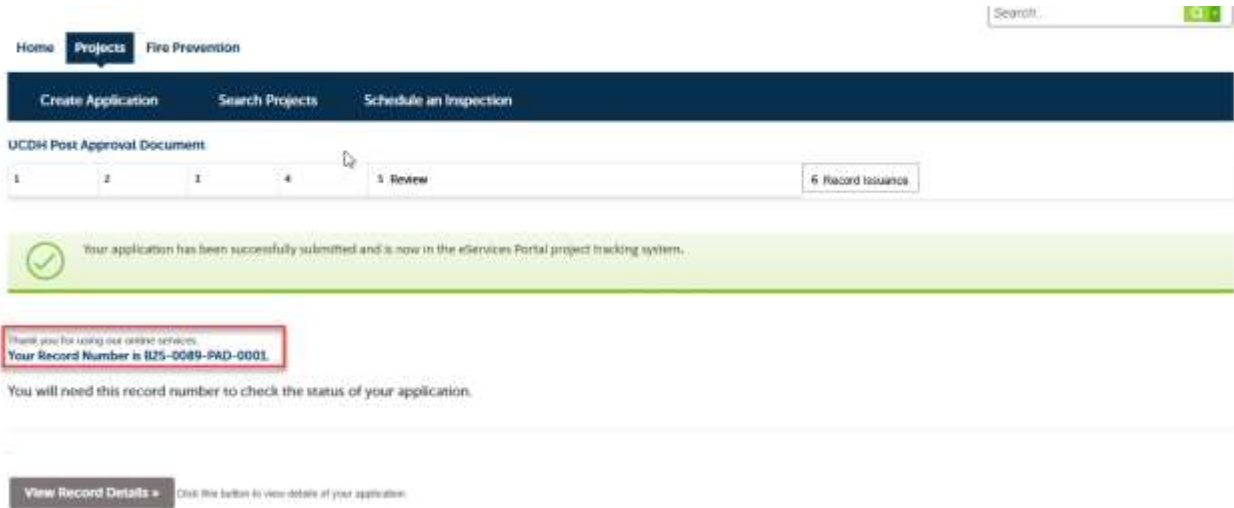 Search...
Home Projects Fire Prevention
Create Application Search Projects Schedule an Inspection
UCDH Post Approval Document
1 2 3 4 5 Review 6 Record Issuance
Your application has been successfully submitted and is now in the eServices Portal project tracking system.
Thank you for using our online services.
Your Record Number is B25-0089-PAD-0001.
You will need this record number to check the status of your application.
View Record Details » Click this button to view details of your application.